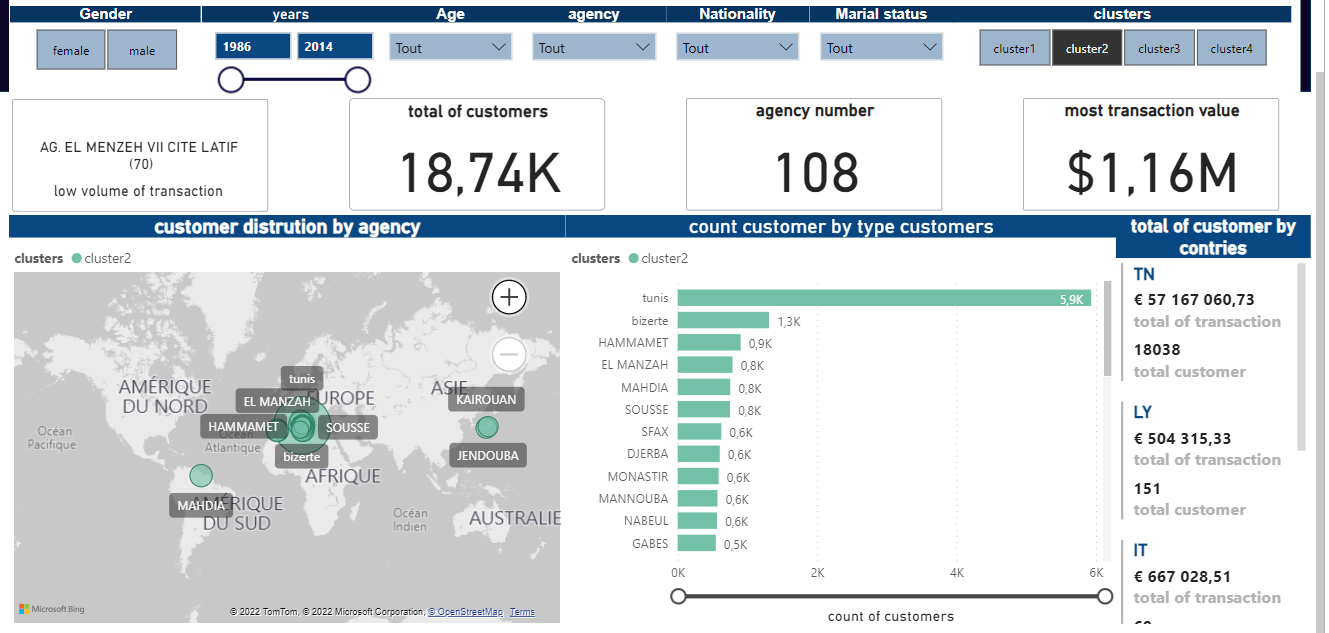 Gender
years
Age
agency
Nationality
Marial status
clusters
female
male
1986
2014
Tout
Tout
Tout
Tout
cluster1
cluster2
cluster3
cluster4
AG. EL MENZEH VII CITE LATIF
(70)
low volume of transaction
total of customers
18,74K
agency number
108
most transaction value
$1,16M
customer distrution by agency
clusters cluster2
AMÉRIQUE
DU NORD
EUROPE
ASIE
Océan
Pacifique
Océan
Atlantique
AFRIQUE
AMÉRIQUE
DU SUD
Océan
Indien
AUSTRALIE
tunis
EL MANZAH
HAMMAMET
SOUSSE
bizerte
KAIROUAN
JENDOUBA
MAHDIA
Microsoft Bing
© 2022 TomTom, © 2022 Microsoft Corporation, © OpenStreetMap Terms
count customer by type customers
clusters cluster2
tunis 5,9K
bizerte 1,3K
HAMMAMET 0,9K
EL MANZAH 0,8K
MAHDIA 0,8K
SOUSSE 0,8K
SFAX 0,6K
DJERBA 0,6K
MONASTIR 0,6K
MANNOUBA 0,6K
NABEUL 0,6K
GABES 0,5K
0K 2K 4K 6K
count of customers
total of customer by
contries
TN
€ 57 167 060,73
total of transaction
18038
total customer
LY
€ 504 315,33
total of transaction
151
total customer
IT
€ 667 028,51
total of transaction